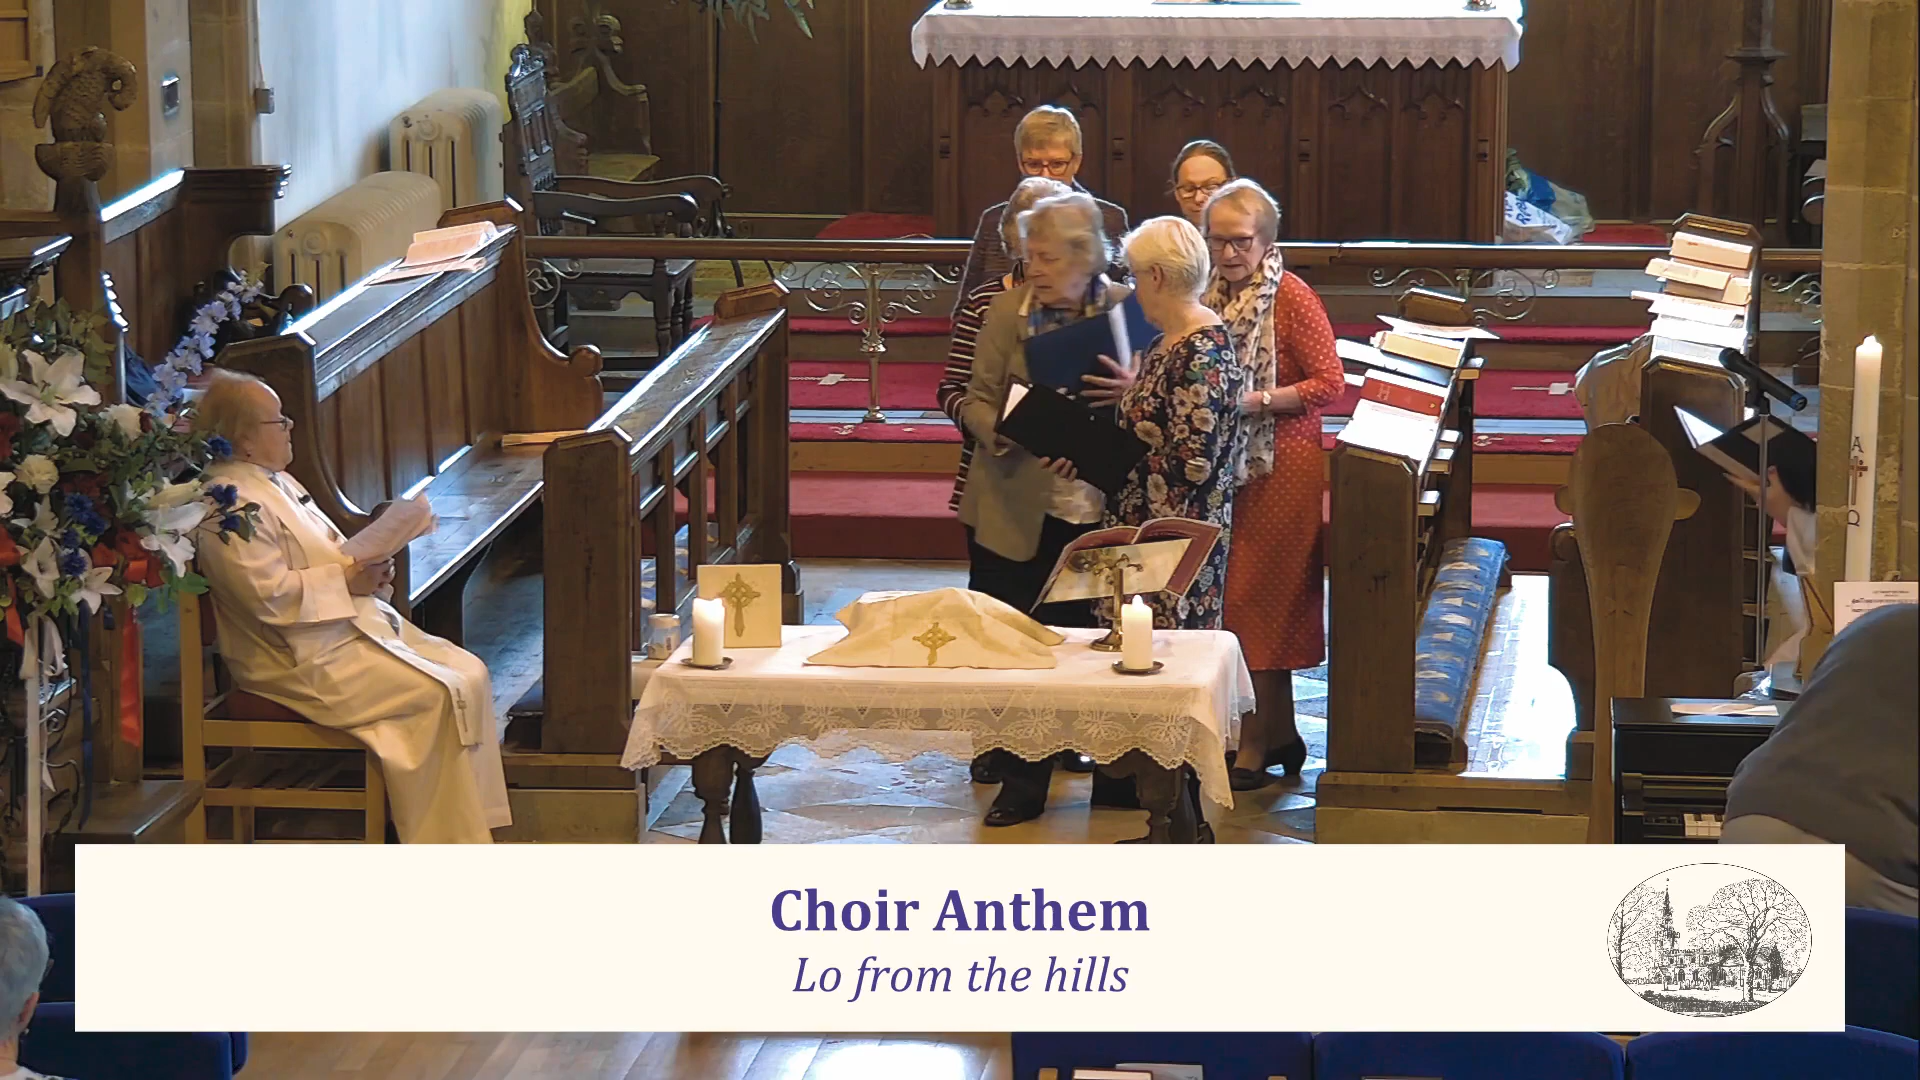 A
Ω
Choir Anthem
Lo from the hills